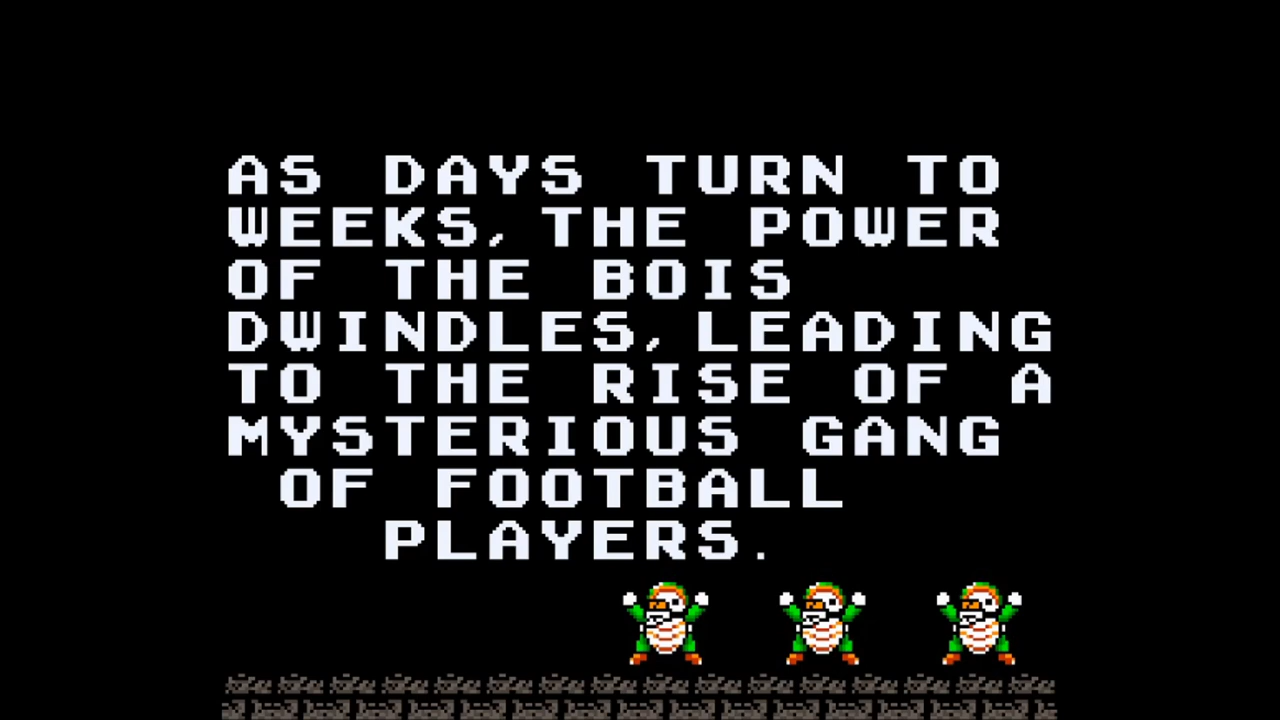 AS DAYS TURN TO
WEEKS, THE POWER
OF THE BOIS
DWINDLES, LEADING
TO THE RISE OF A
MYSTERIOUS GANG
OF FOOTBALL
PLAYERS.